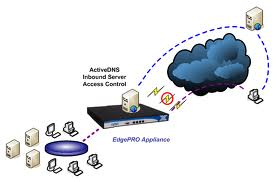 ActiveDNS
Inbound Server
Access Control
EdgePRO Appliance